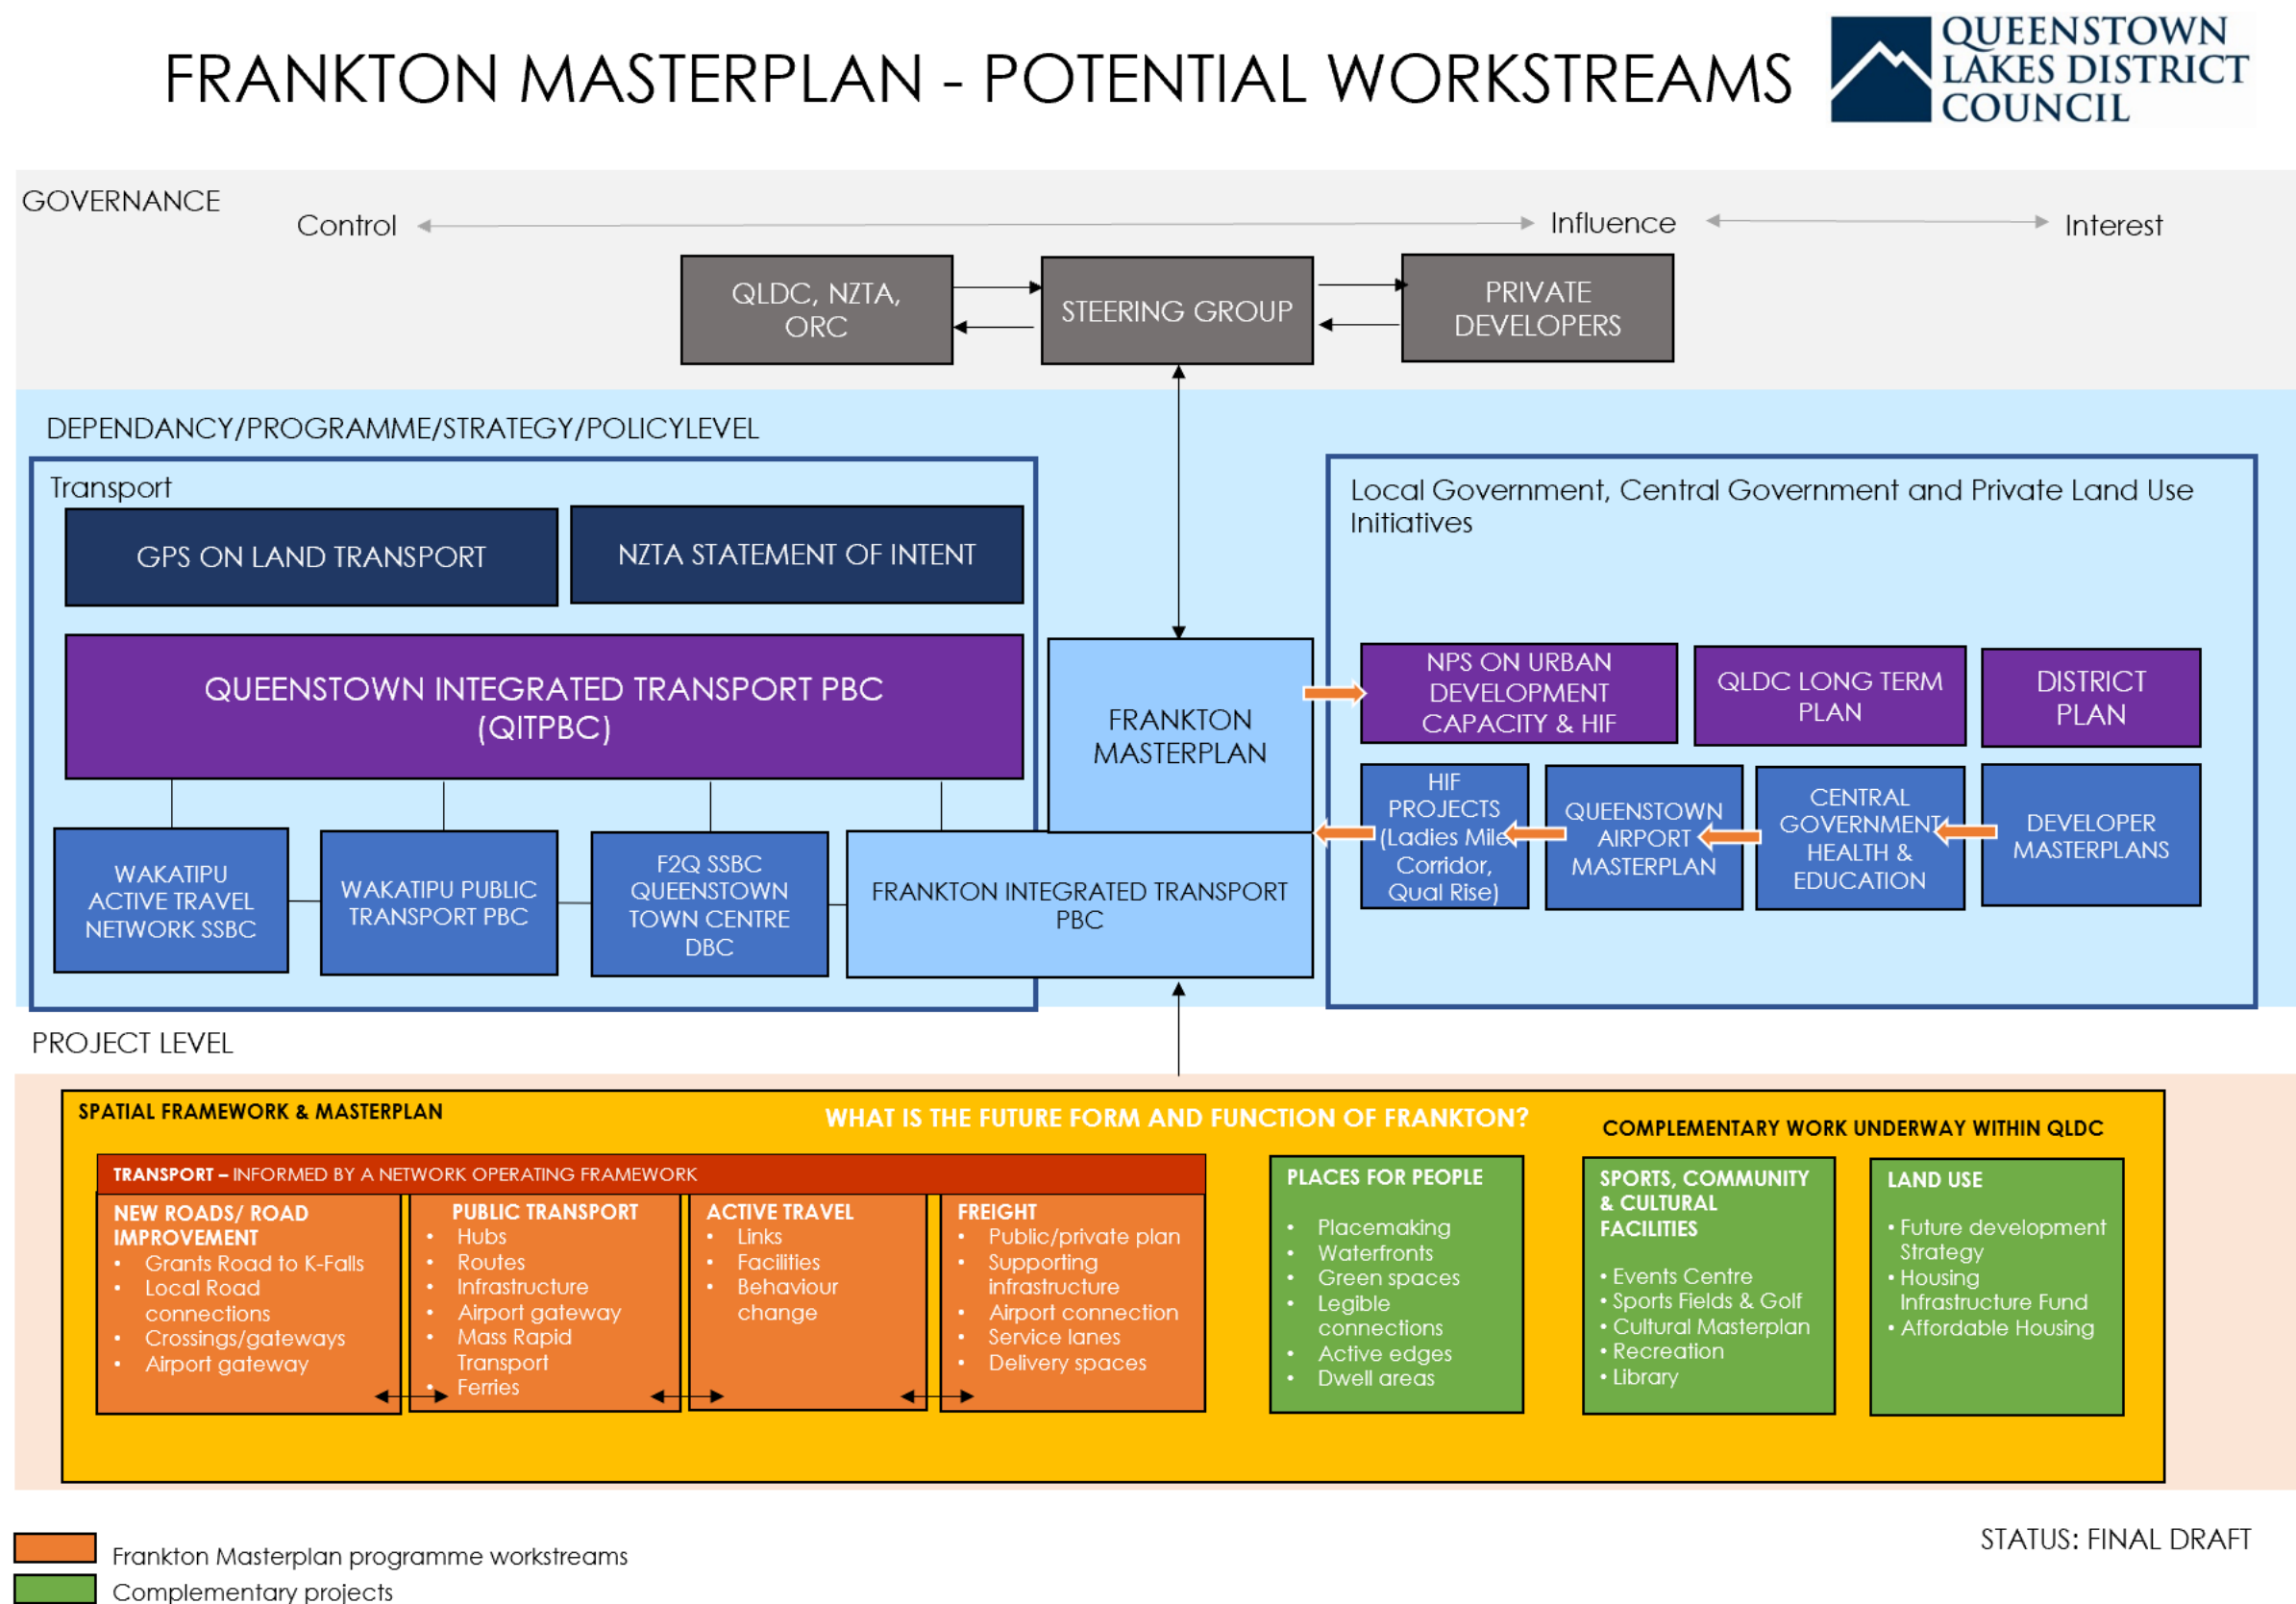 FRANKTON MASTERPLAN - POTENTIAL WORKSTREAMS
QUEENSTOWN
LAKES DISTRICT
COUNCIL
GOVERNANCE
Control
Influence
Interest
QLDC, NZTA,
ORC
STEERING GROUP
PRIVATE
DEVELOPERS
DEPENDANCY/PROGRAMME/STRATEGY/POLICYLEVEL
Transport
GPS ON LAND TRANSPORT
NZTA STATEMENT OF INTENT
QUEENSTOWN INTEGRATED TRANSPORT PBC
(QITPBC)
WAKATIPU
ACTIVE TRAVEL
NETWORK SSBC
WAKATIPU PUBLIC
TRANSPORT PBC
F2Q SSBC
QUEENSTOWN
TOWN CENTRE
DBC
FRANKTON INTEGRATED TRANSPORT
PBC
FRANKTON
MASTERPLAN
Local Government, Central Government and Private Land Use
Initiatives
NPS ON URBAN
DEVELOPMENT
CAPACITY & HIF
QLDC LONG TERM
PLAN
DISTRICT
PLAN
HIF
PROJECTS
(Ladies Mile
Corridor,
Qual Rise)
QUEENSTOWN
AIRPORT
MASTERPLAN
CENTRAL
GOVERNMENT
HEALTH &
EDUCATION
DEVELOPER
MASTERPLANS
PROJECT LEVEL
SPATIAL FRAMEWORK & MASTERPLAN
WHAT IS THE FUTURE FORM AND FUNCTION OF FRANKTON?
COMPLEMENTARY WORK UNDERWAY WITHIN QLDC
TRANSPORT – INFORMED BY A NETWORK OPERATING FRAMEWORK
NEW ROADS/ ROAD
IMPROVEMENT
• Grants Road to K-Falls
• Local Road
connections
• Crossings/gateways
• Airport gateway
PUBLIC TRANSPORT
• Hubs
• Routes
• Infrastructure
• Airport gateway
• Mass Rapid
Transport
• Ferries
ACTIVE TRAVEL
• Links
• Facilities
• Behaviour
change
FREIGHT
• Public/private plan
• Supporting
infrastructure
• Airport connection
• Service lanes
• Delivery spaces
PLACES FOR PEOPLE
• Placemaking
• Waterfronts
• Green spaces
• Legible
connections
• Active edges
• Dwell areas
SPORTS, COMMUNITY
& CULTURAL
FACILITIES
• Events Centre
• Sports Fields & Golf
• Cultural Masterplan
• Recreation
• Library
LAND USE
• Future development
Strategy
• Housing
Infrastructure Fund
• Affordable Housing
Frankton Masterplan programme workstreams
Complementary projects
STATUS: FINAL DRAFT